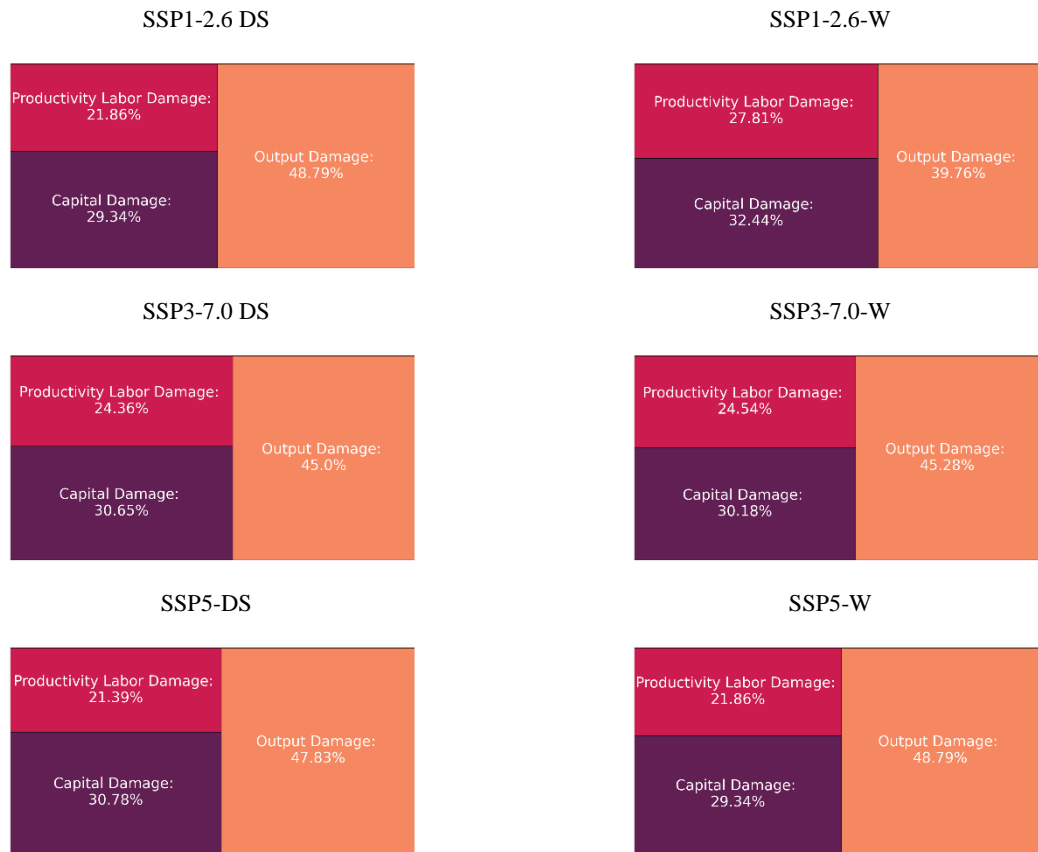 SSP1-2.6 DS
Productivity Labor Damage:
21.86%
Capital Damage:
29.34%
Output Damage:
48.79%
SSP1-2.6-W
Productivity Labor Damage:
27.81%
Capital Damage:
32.44%
Output Damage:
39.76%
SSP3-7.0 DS
Productivity Labor Damage:
24.36%
Capital Damage:
30.65%
Output Damage:
45.0%
SSP3-7.0-W
Productivity Labor Damage:
24.54%
Capital Damage:
30.18%
Output Damage:
45.28%
SSP5-DS
Productivity Labor Damage:
21.39%
Capital Damage:
30.78%
Output Damage:
47.83%
SSP5-W
Productivity Labor Damage:
21.86%
Capital Damage:
29.34%
Output Damage:
48.79%